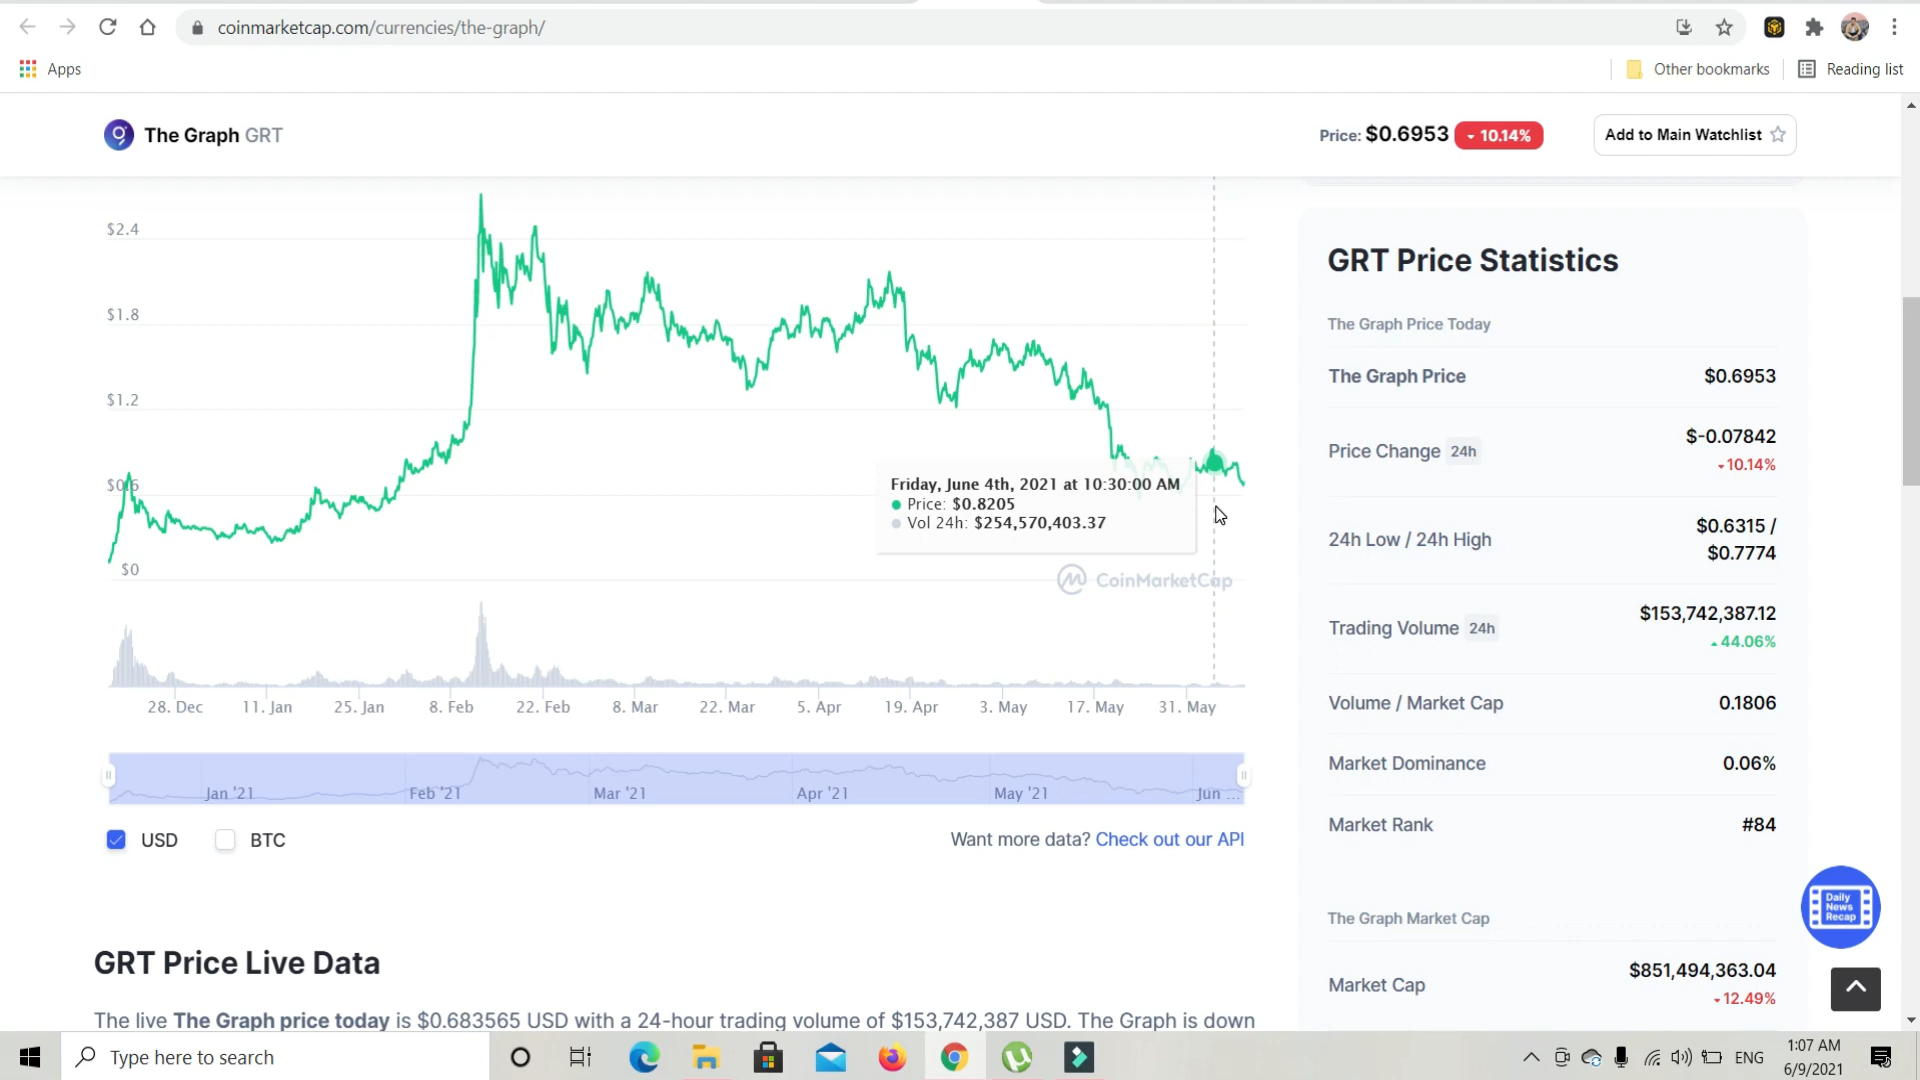 coinmarketcap.com/currencies/the-graph/
Apps
Other bookmarks
Reading list
The Graph GRT
Price: $0.6953
10.14%
Add to Main Watchlist
$2.4
$1.8
$1.2
$0.6
$0
Friday, June 4th, 2021 at 10:30:00 AM
Price: $0.8205
Vol 24h: $254,570,403.37
CoinMarketCap
28. Dec
11. Jan
25. Jan
8. Feb
22. Feb
8. Mar
22. Mar
5. Apr
19. Apr
3. May
17. May
31. May
Jan '21
Feb '21
Mar '21
Apr '21
May '21
Jun ...
USD
BTC
Want more data? Check out our API
GRT Price Live Data
The live The Graph price today is $0.683565 USD with a 24-hour trading volume of $153,742,387 USD. The Graph is down
GRT Price Statistics
The Graph Price Today
The Graph Price
$0.6953
Price Change 24h
$-0.07842
10.14%
24h Low / 24h High
$0.6315 /
$0.7774
Trading Volume 24h
$153,742,387.12
44.06%
Volume / Market Cap
0.1806
Market Dominance
0.06%
Market Rank
#84
The Graph Market Cap
Market Cap
$851,494,363.04
12.49%
Daily
News
Recap
Type here to search
ENG
1:07 AM
6/9/2021